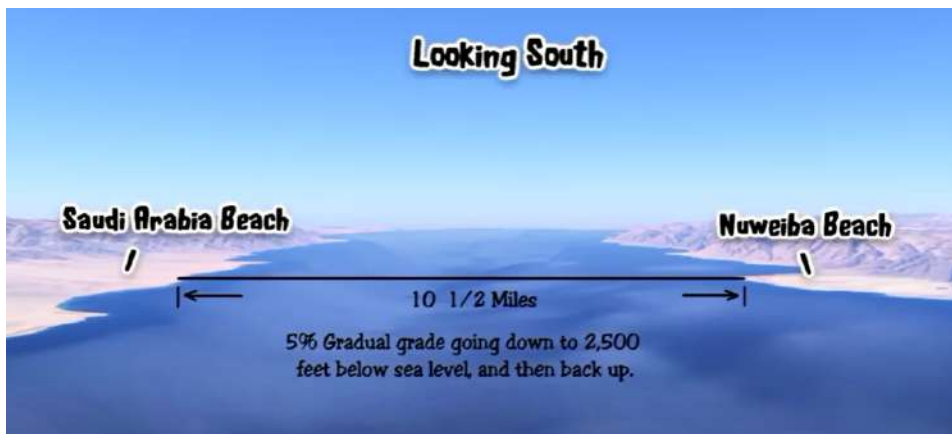 Looking South
Saudi Arabia Beach
Nuweiba Beach
10 1/2 Miles
5% Gradual grade going down to 2,500
feet below sea level, and then back up.